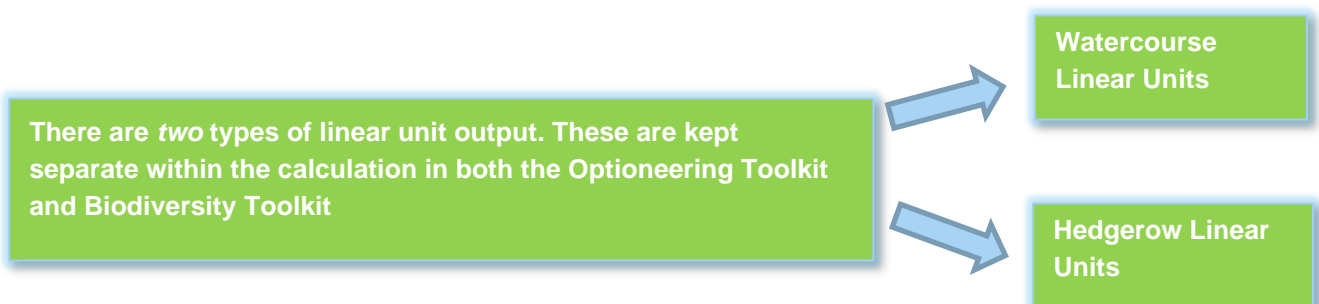 There are two types of linear unit output. These are kept
separate within the calculation in both the Optioneering Toolkit
and Biodiversity Toolkit
Watercourse
Linear Units
Hedgerow Linear
Units